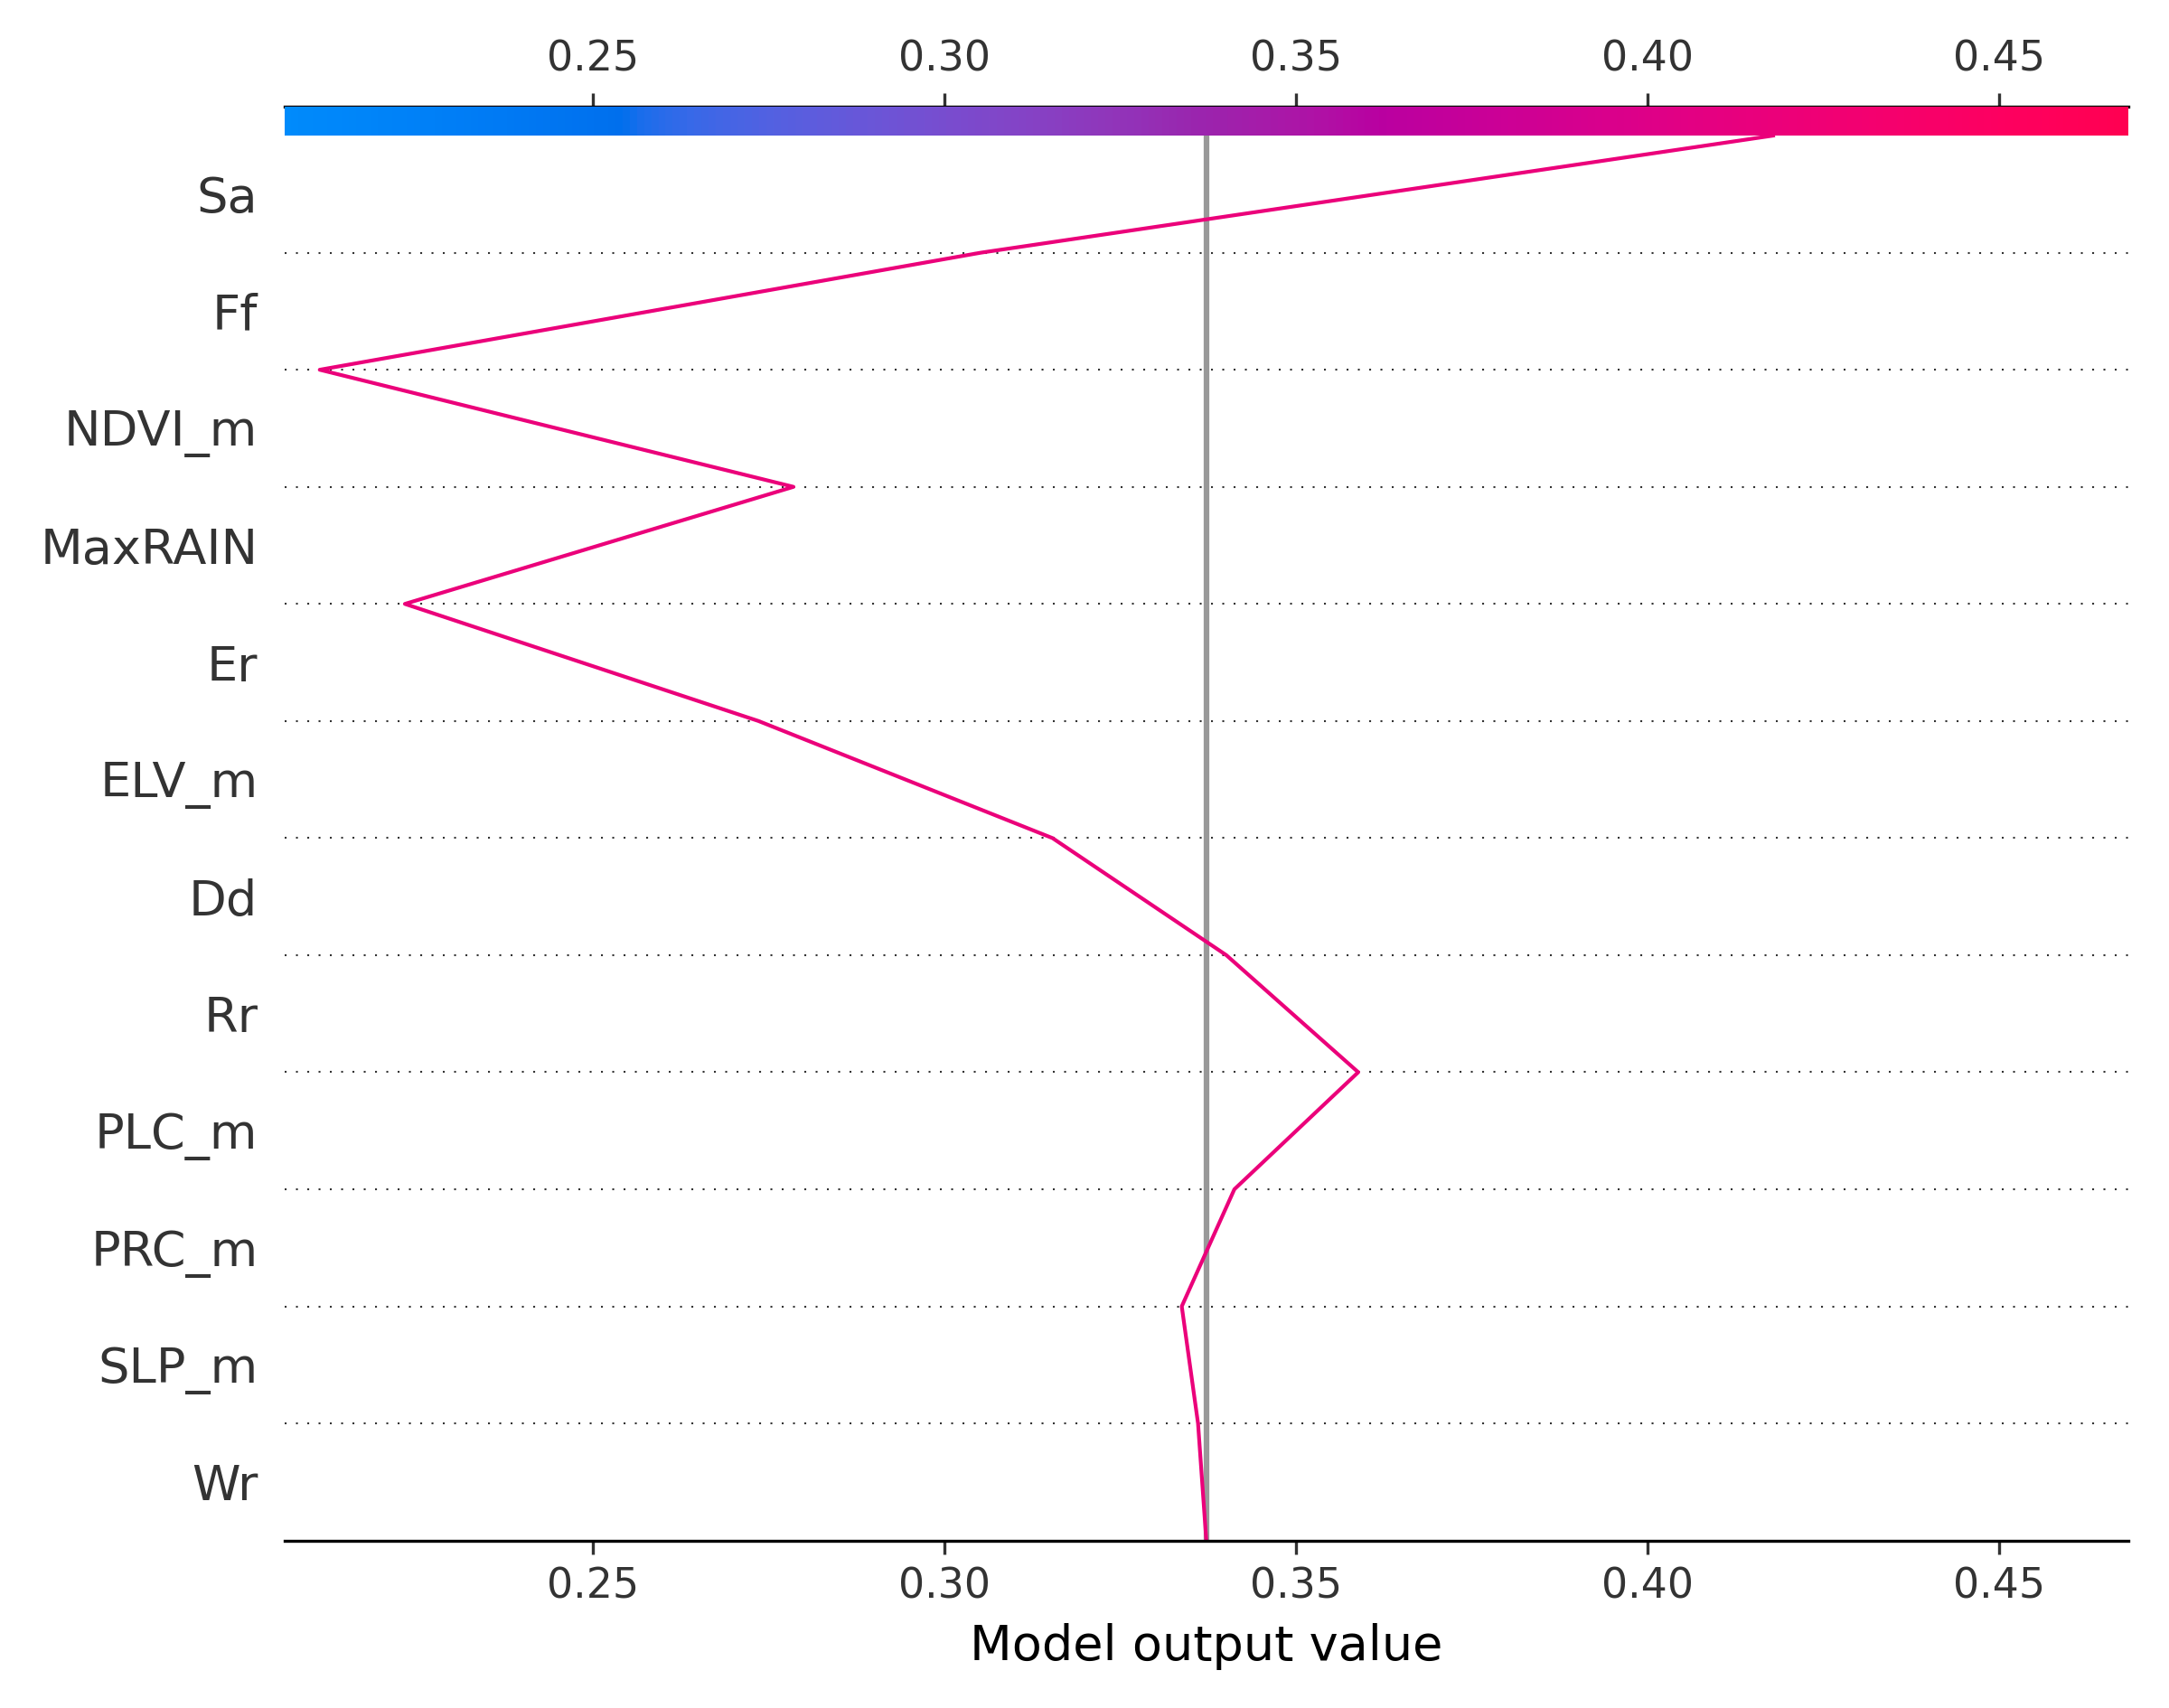 0.25 0.30 0.35 0.40 0.45
Sa
Ff
NDVI_m
MaxRAIN
Er
ELV_m
Dd
Rr
PLC_m
PRC_m
SLP_m
Wr
0.25 0.30 0.35 0.40 0.45
Model output value